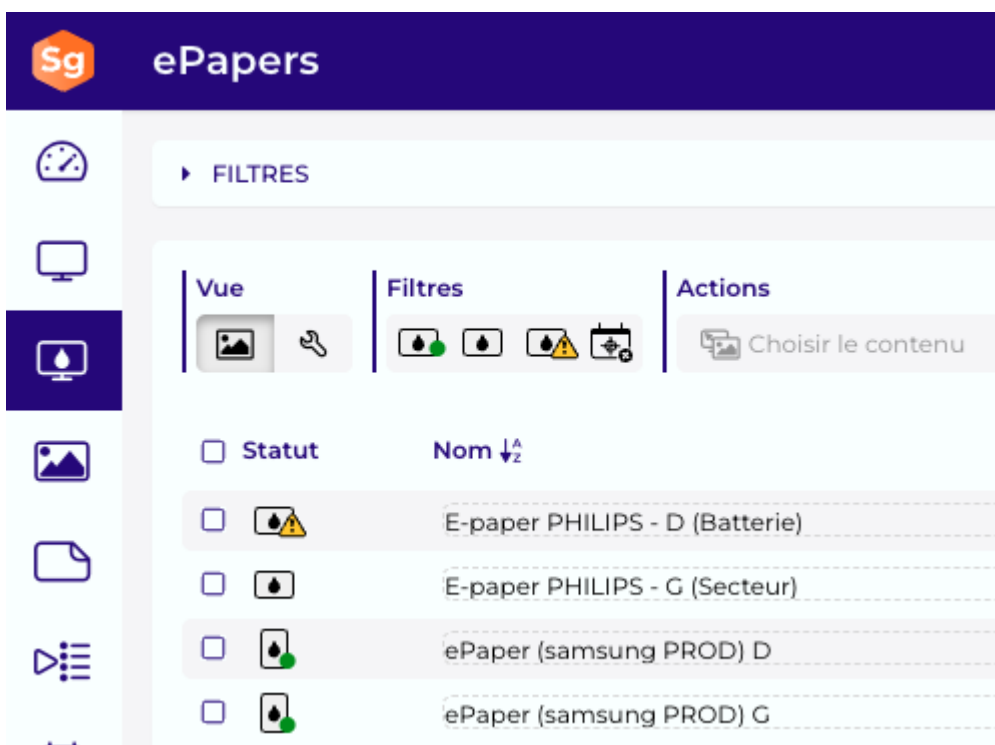 Sg ePapers
FILTRES
Vue Filtres Actions
Choisir le contenu
Statut Nom
E-paper PHILIPS - D (Batterie)
E-paper PHILIPS - G (Secteur)
ePaper (samsung PROD) D
ePaper (samsung PROD) G